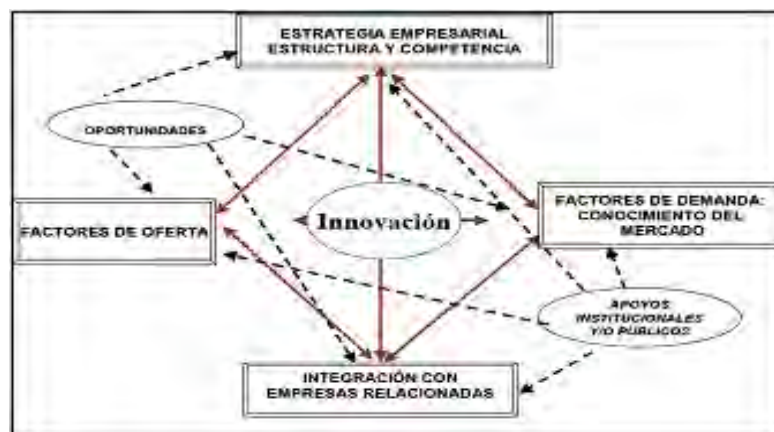 ESTRATEGIA EMPRESARIAL
ESTRUCTURA Y COMPETENCIA
OPORTUNIDADES
FACTORES DE OFERTA
Innovación
FACTORES DE DEMANDA:
CONOCIMIENTO DEL
MERCADO
APOYOS
INSTITUCIONALES
Y/O PÚBLICOS
INTEGRACIÓN CON
EMPRESAS RELACIONADAS